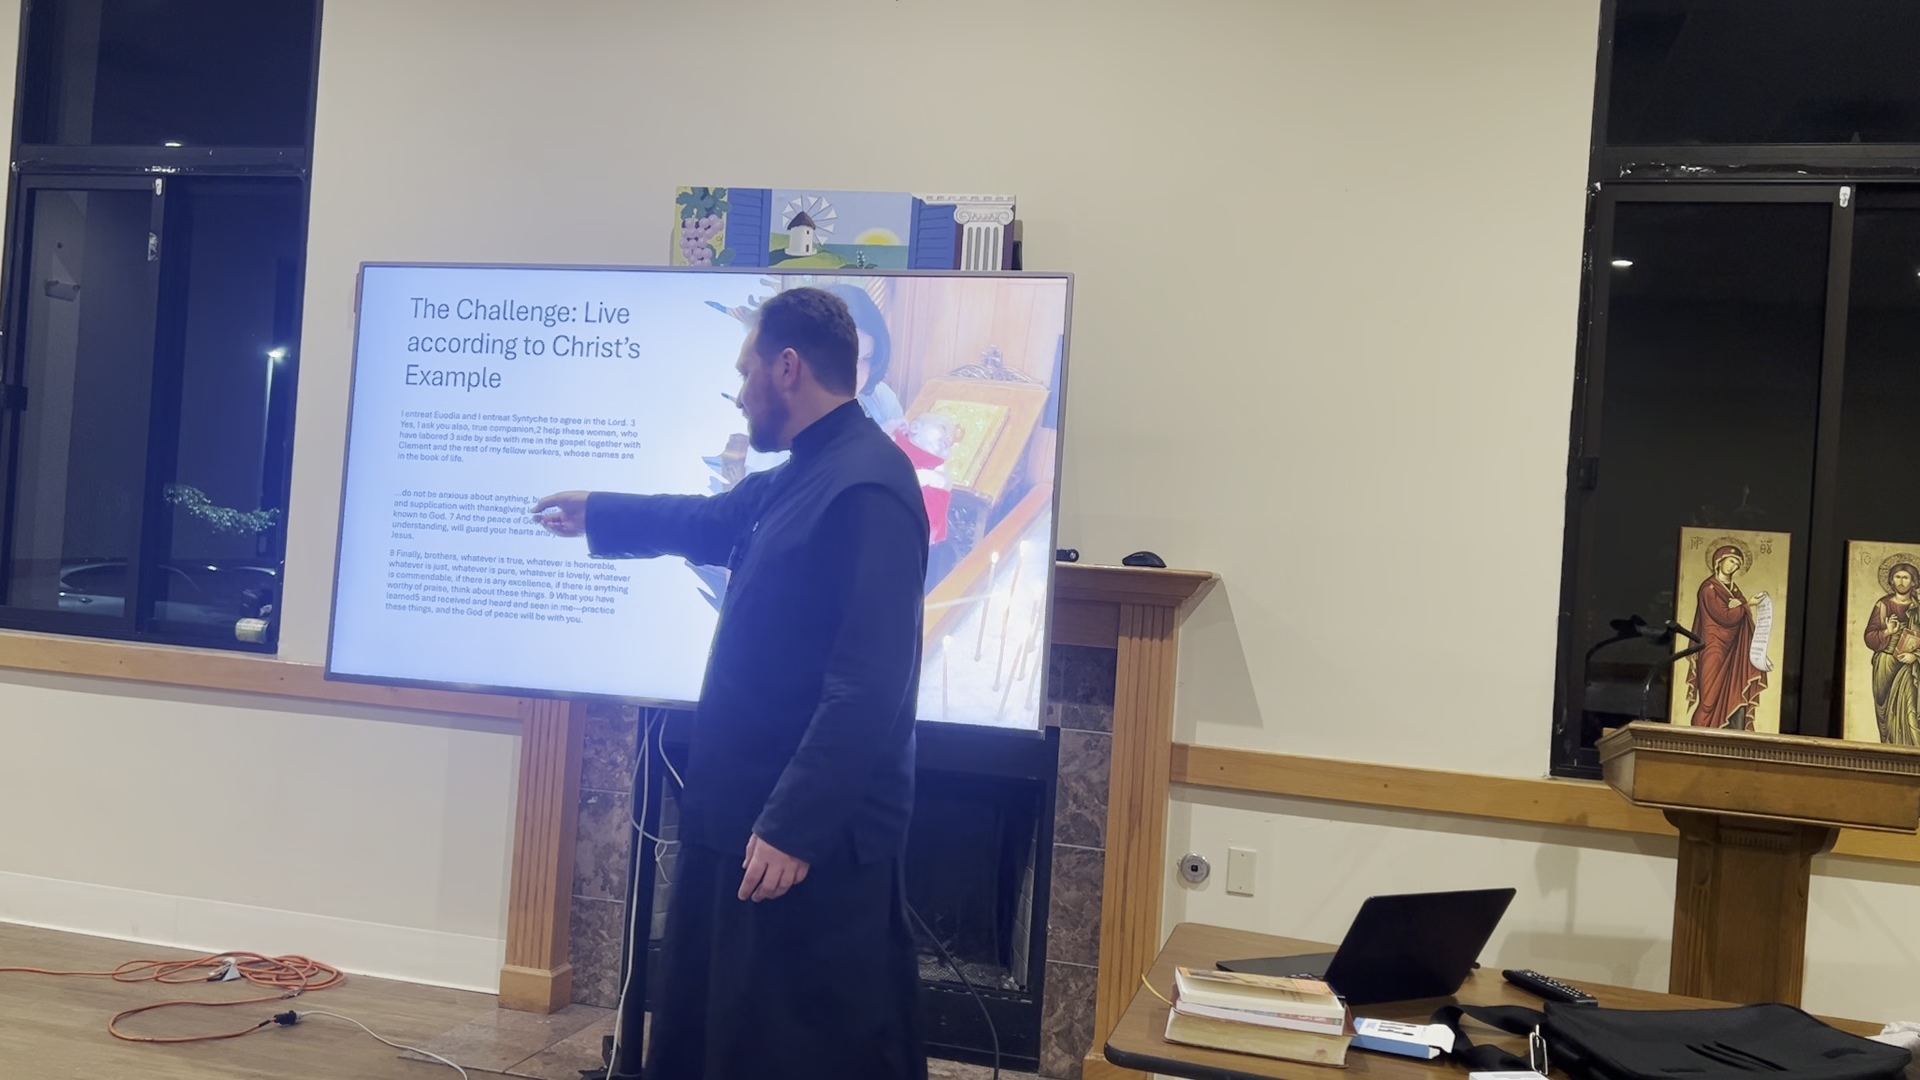 The Challenge: Live
according to Christ's
Example
I entreat Euodia and I entreat Syntyche to agree in the Lord. 3
Yes, I ask you also, true companion,2 help these women, who
have labored 3 side by side with me in the gospel together with
Clement and the rest of my fellow workers, whose names are
in the book of life.
...do not be anxious about anything,
and supplication with thanksgiving
known to God. 7 And the peace of
understanding, will guard your hearts and
Jesus.
8 Finally, brothers, whatever is true, whatever is honorable,
whatever is just, whatever is pure, whatever is lovely, whatever
is commendable, if there is any excellence, if there is anything
worthy of praise, think about these things. 9 What you have
learned5 and received and heard and seen in me—practice
these things, and the God of peace will be with you.